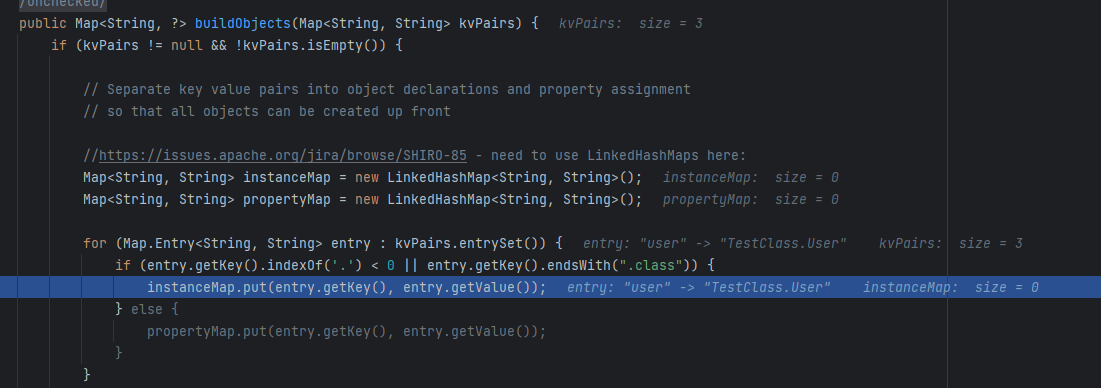 /unchecked/
public Map<String, ?> buildObjects(Map<String, String> kvPairs) {   kvPairs:  size = 3
if (kvPairs != null && !kvPairs.isEmpty()) {
// Separate key value pairs into object declarations and property assignment
// so that all objects can be created up front
//https://issues.apache.org/jira/browse/SHIRO-85 - need to use LinkedHashMaps here:
Map<String, String> instanceMap = new LinkedHashMap<String, String>();   instanceMap:  size = 0
Map<String, String> propertyMap = new LinkedHashMap<String, String>();   propertyMap:  size = 0
for (Map.Entry<String, String> entry : kvPairs.entrySet()) {   entry: "user" -> "TestClass.User"    kvPairs:  size = 3
if (entry.getKey().indexOf('.') < 0 || entry.getKey().endsWith(".class")) {
instanceMap.put(entry.getKey(), entry.getValue());   entry: "user" -> "TestClass.User"    instanceMap:  size = 0
} else {
propertyMap.put(entry.getKey(), entry.getValue());
}
}